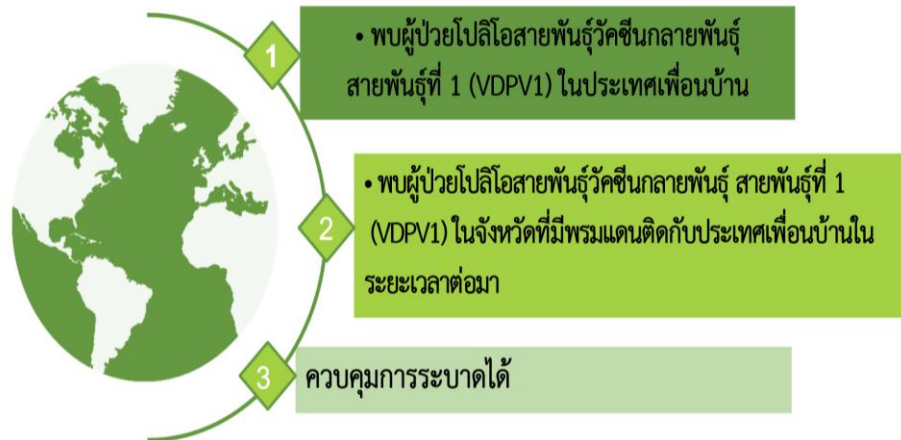 1
• พบผู้ป่วยโปลิโอสายพันธุ์วัคซีนกลายพันธุ์
สายพันธุ์ที่ 1 (VDPV1) ในประเทศเพื่อนบ้าน
2
• พบผู้ป่วยโปลิโอสายพันธุ์วัคซีนกลายพันธุ์ สายพันธุ์ที่ 1
(VDPV1) ในจังหวัดที่มีพรมแดนติดกับประเทศเพื่อนบ้านใน
ระยะเวลาต่อมา
3
ควบคุมการระบาดได้